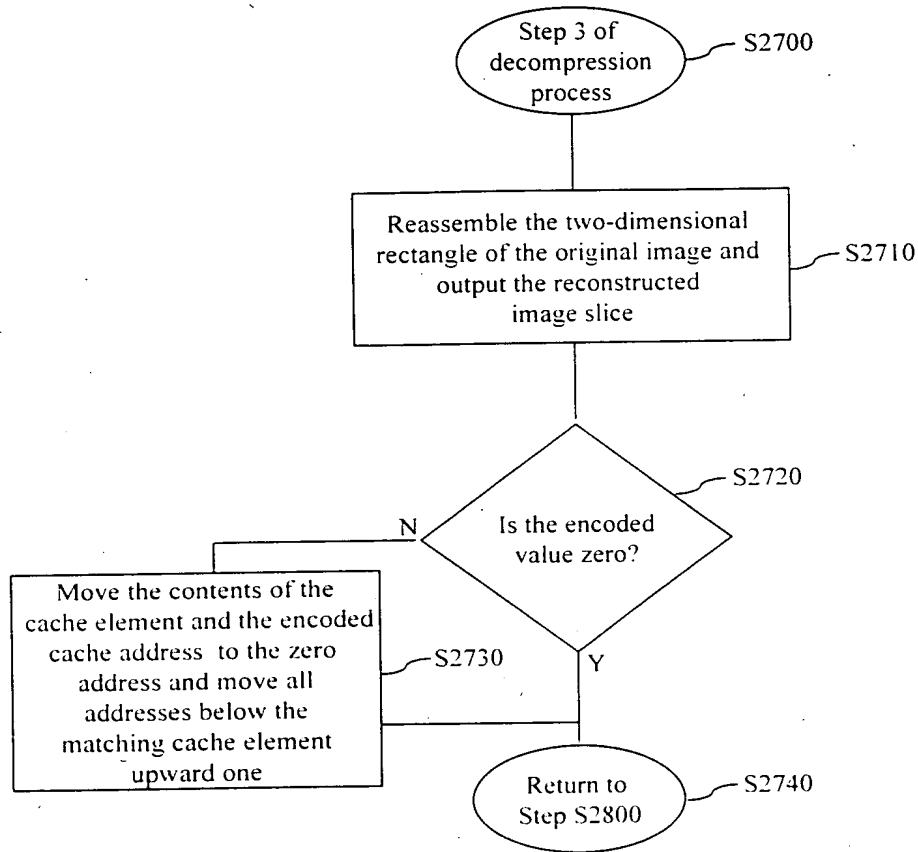 Step 3 of
decompression
process
S2700
Reassemble the two-dimensional
rectangle of the original image and
output the reconstructed
image slice
S2710
S2720
Is the encoded
value zero?
N
Y
Move the contents of the
cache element and the encoded
cache address to the zero
address and move all
addresses below the
matching cache element
upward one
S2730
Return to
Step S2800
S2740